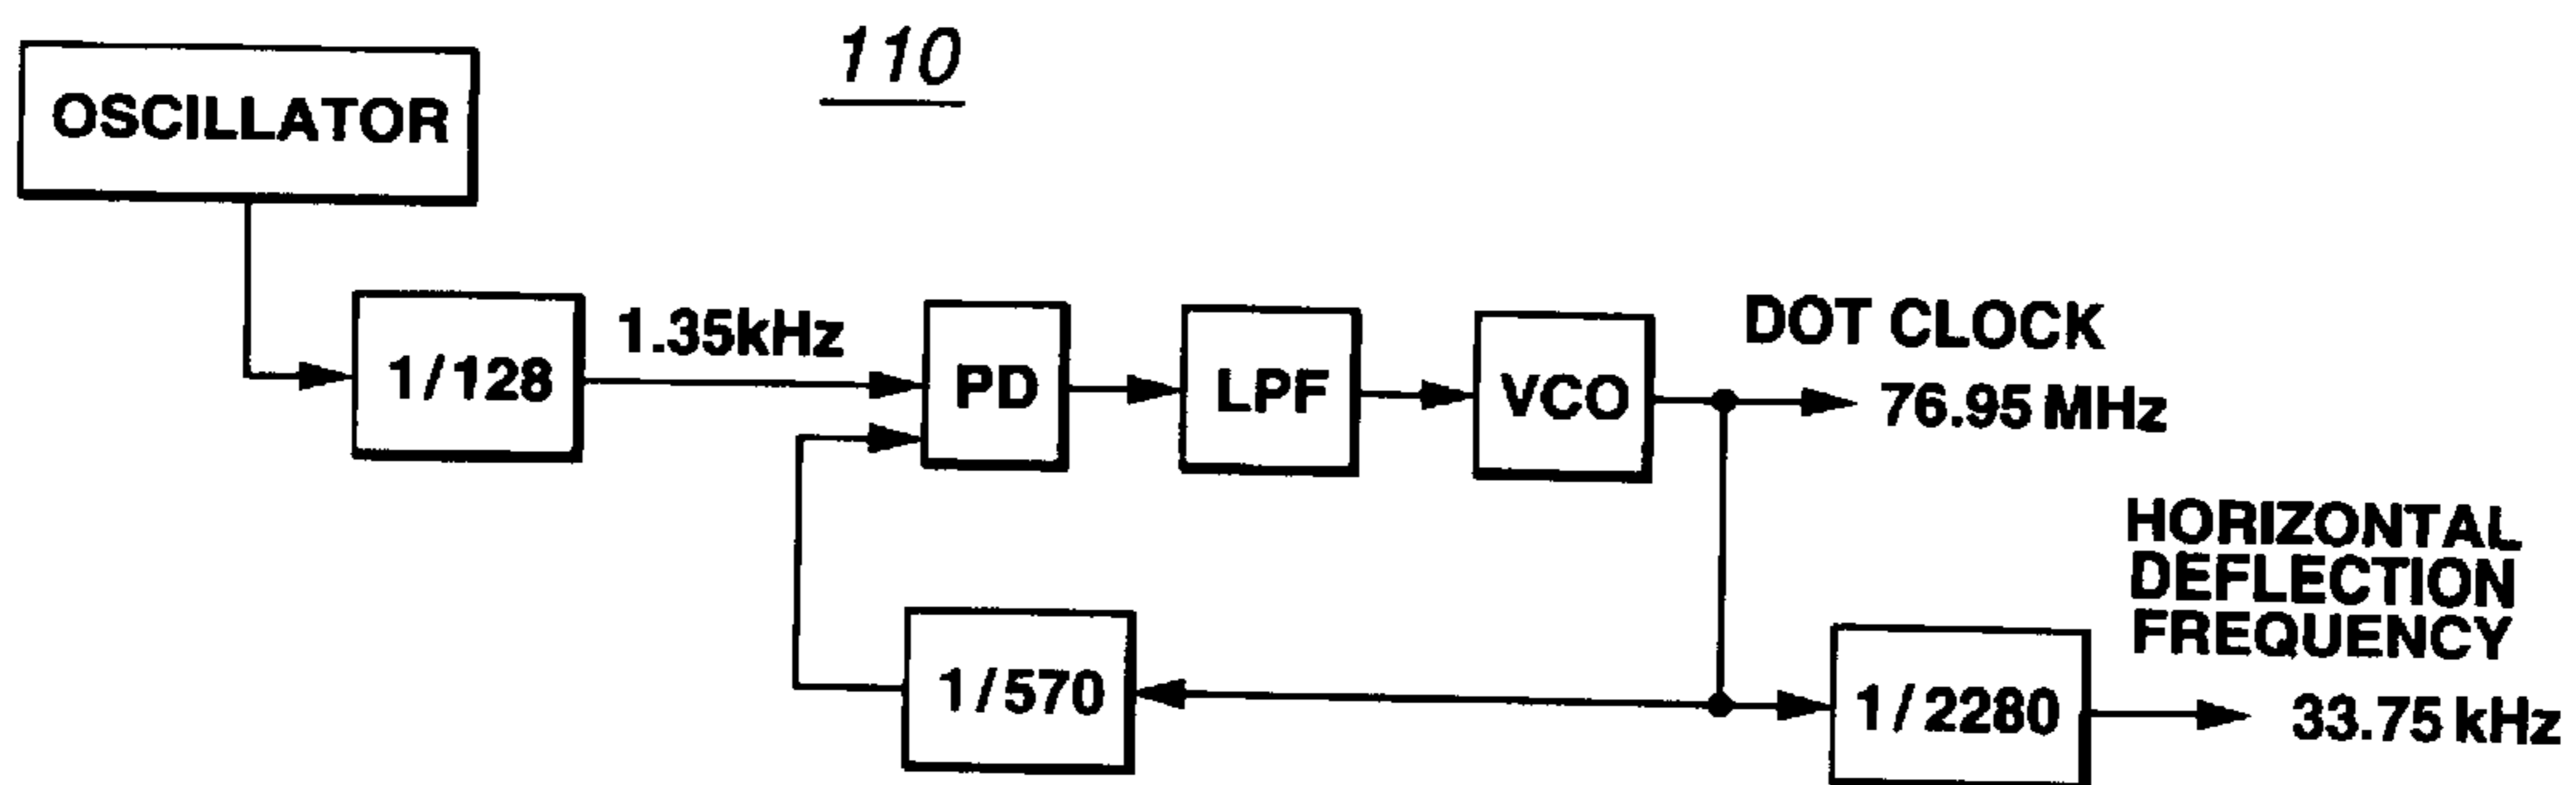 110
OSCILLATOR
1/128
1.35kHz
PD
LPF
VCO
DOT CLOCK
76.95 MHz
1/570
1/2280
HORIZONTAL
DEFLECTION
FREQUENCY
33.75 kHz